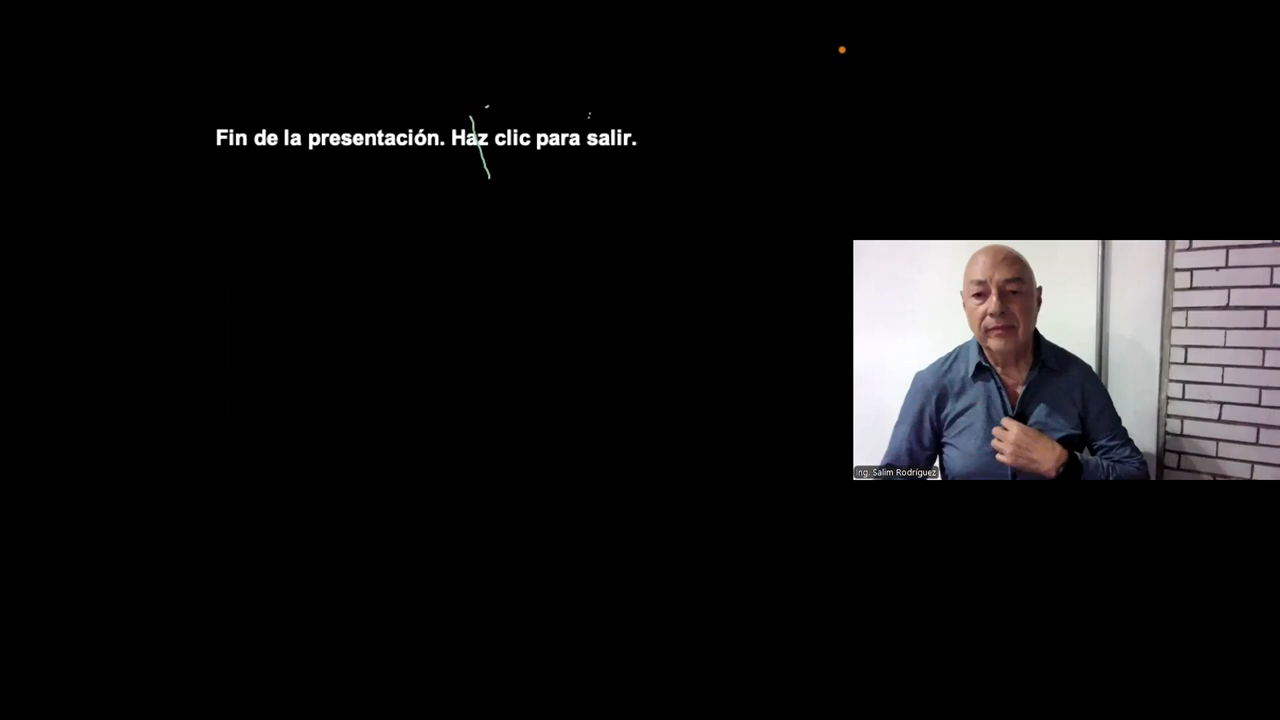 Fin de la presentación. Haz clic para salir.
Ing. Salim Rodríguez